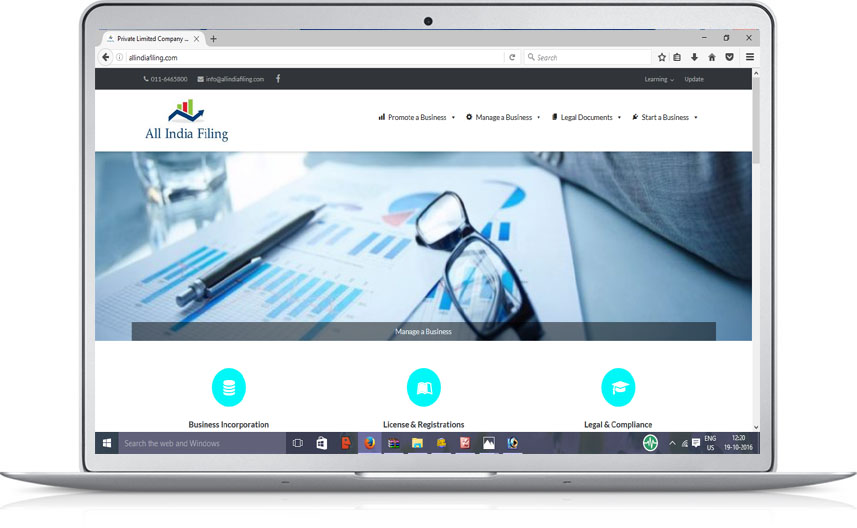 Private Limited Company ...
allindiafiling.com
Search
011-6465800
info@allindiafiling.com
Learning
Update
All India Filing
Promote a Business
Manage a Business
Legal Documents
Start a Business
Manage a Business
Business Incorporation
License & Registrations
Legal & Compliance
Search the web and Windows
ENG
US
12:20
19-10-2016